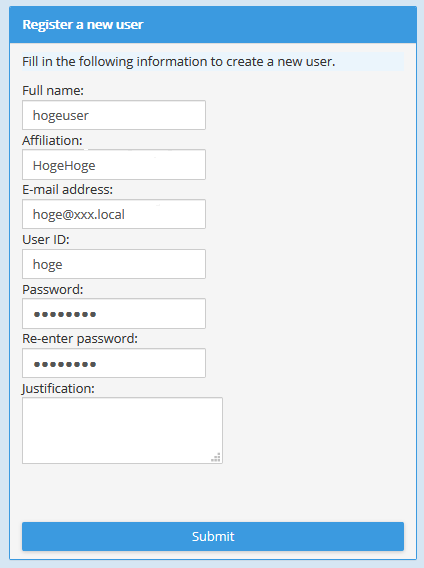 Register a new user
Fill in the following information to create a new user.
Full name:
hogeuser
Affiliation:
HogeHoge
E-mail address:
hoge@xxx.local
User ID:
hoge
Password:
●●●●●●●●
Re-enter password:
●●●●●●●●
Justification:
Submit